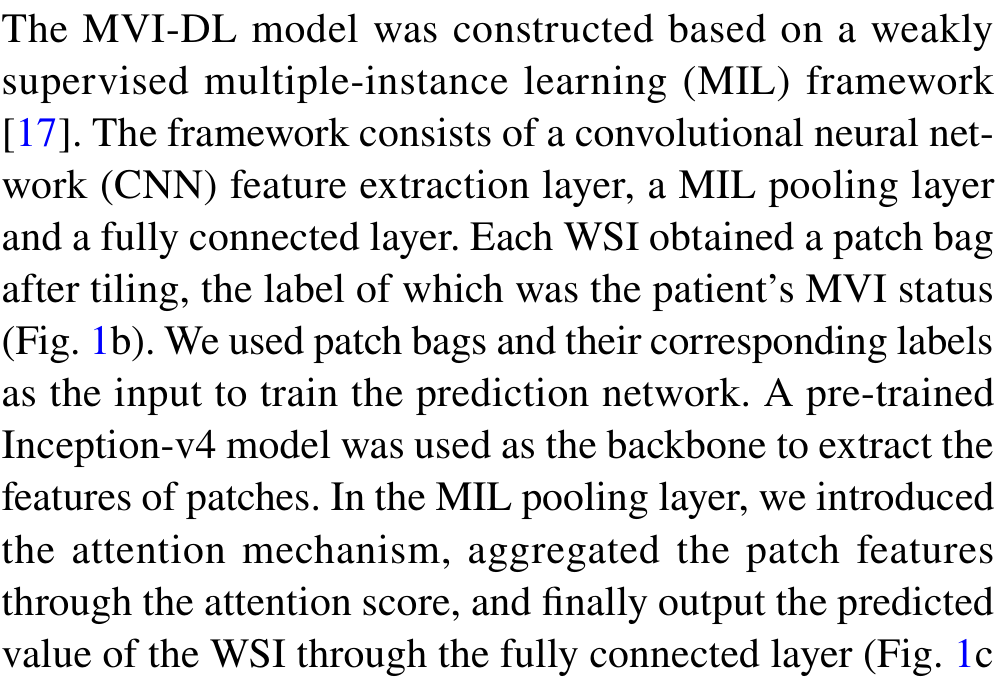 The MVI-DL model was constructed based on a weakly
supervised multiple-instance learning (MIL) framework
[17]. The framework consists of a convolutional neural net-
work (CNN) feature extraction layer, a MIL pooling layer
and a fully connected layer. Each WSI obtained a patch bag
after tiling, the label of which was the patient’s MVI status
(Fig. 1b). We used patch bags and their corresponding labels
as the input to train the prediction network. A pre-trained
Inception-v4 model was used as the backbone to extract the
features of patches. In the MIL pooling layer, we introduced
the attention mechanism, aggregated the patch features
through the attention score, and finally output the predicted
value of the WSI through the fully connected layer (Fig. 1c